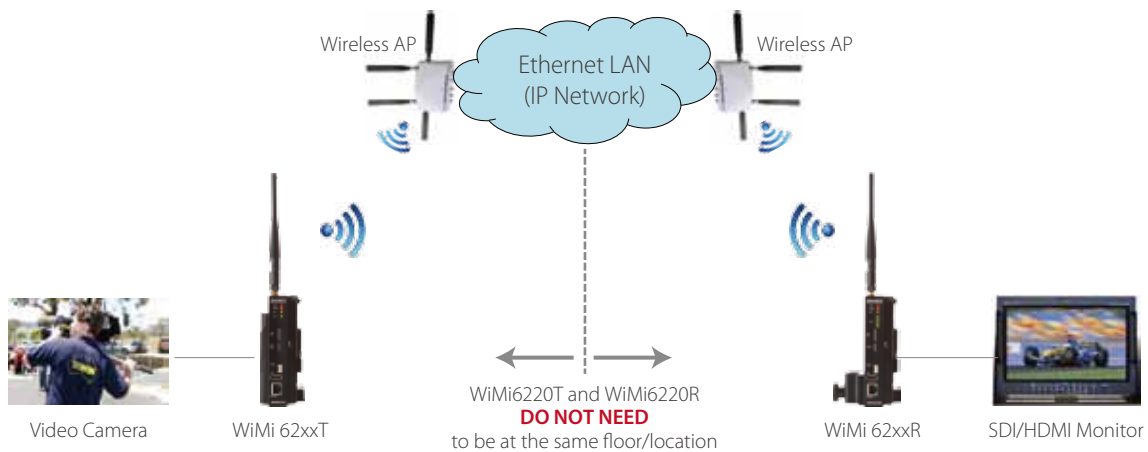 Wireless AP
Ethernet LAN
(IP Network)
Wireless AP
WiMi6220T and WiMi6220R
DO NOT NEED
to be at the same floor/location
Video Camera
WiMi 62xxT
WiMi 62xxR
SDI/HDMI Monitor